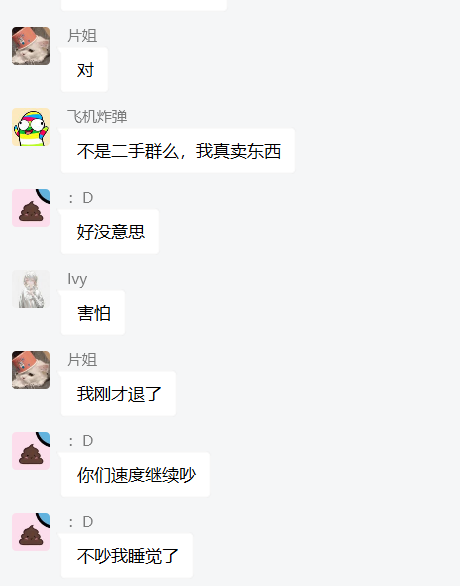 片姐
对
飞机炸弹
不是二手群么，我真卖东西
：D
好没意思
Ivy
害怕
片姐
我刚才退了
：D
你们速度继续吵
：D
不吵我睡觉了